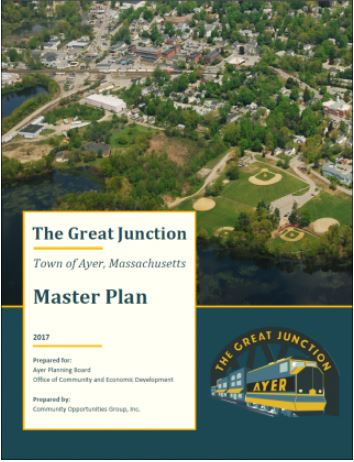 The Great Junction
Town of Ayer, Massachusetts
Master Plan
2017
Prepared for:
Ayer Planning Board
Office of Community and Economic Development
Prepared by:
Community Opportunities Group, Inc.
THE GREAT JUNCTION
AYER